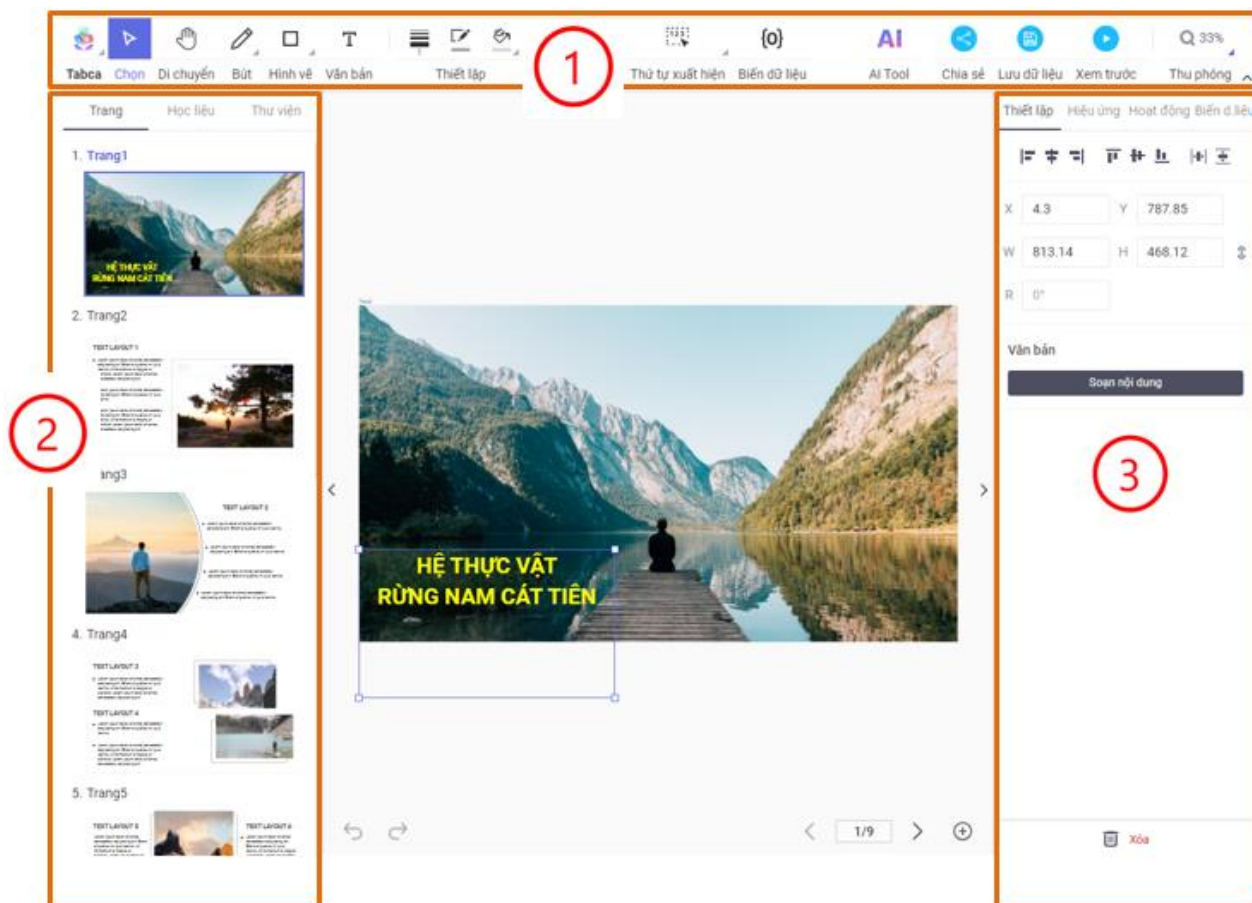 Tabca Chọn Di chuyển Bút Hình vẽ Văn bản Thiết lập Thứ tự xuất hiện Biến dữ liệu AI Tool Chia sẻ Lưu dữ liệu Xem trước Thu phóng
T
{o}
AI
33%
1
Trang Học liệu Thư viện
1. Trang1
HỆ THỰC VẬT
RỪNG NAM CÁT TIÊN
2. Trang2
TEXT LAYOUT 1
2
ang3
TEXT LAYOUT 2
4. Trang4
TEXT LAYOUT 3
TEXT LAYOUT 4
5. Trang5
TEXT LAYOUT 5
TEXT LAYOUT 6
HỆ THỰC VẬT
RỪNG NAM CÁT TIÊN
1/9
Thiết lập Hiệu ứng Hoạt động Biến d.liệu
X 4.3 Y 787.85
W 813.14 H 468.12
R 0°
Văn bản
Soạn nội dung
3
Xóa